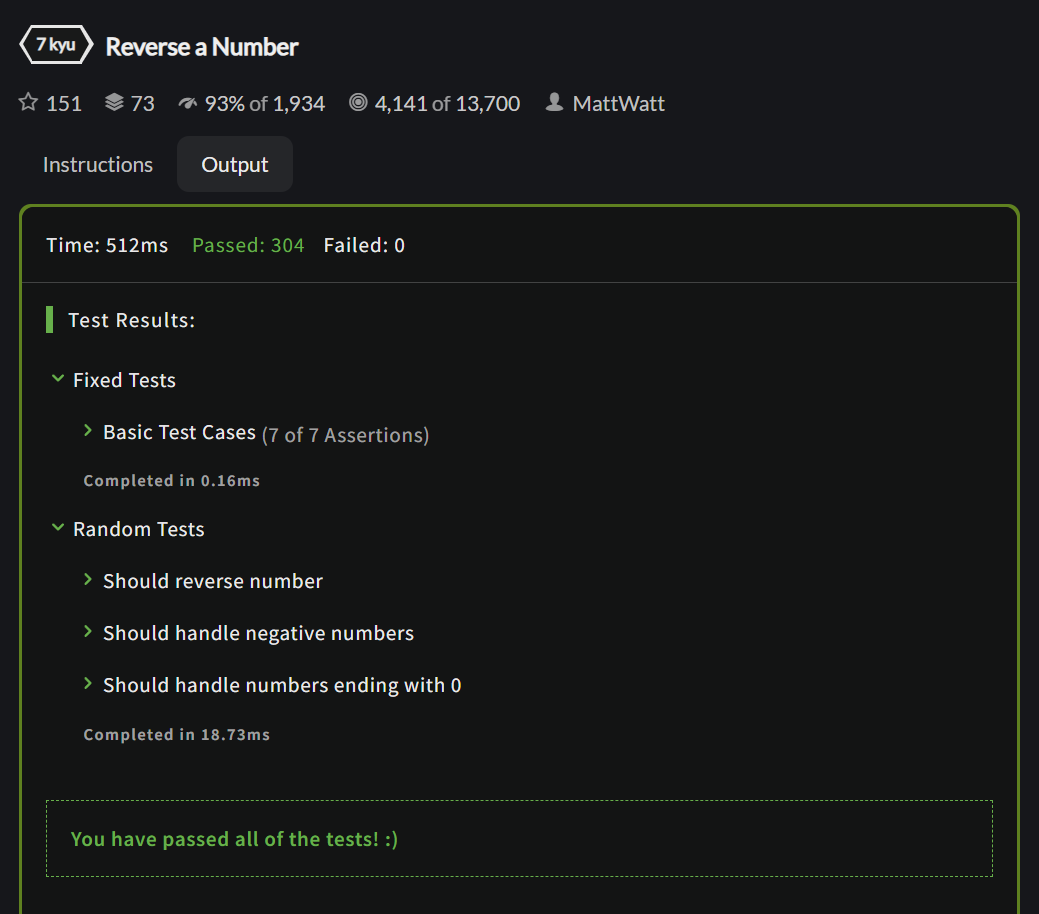 7 kyu Reverse a Number
151 73 93% of 1,934 4,141 of 13,700 MattWatt
Instructions Output
Time: 512ms Passed: 304 Failed: 0
Test Results:
Fixed Tests
Basic Test Cases (7 of 7 Assertions)
Completed in 0.16ms
Random Tests
Should reverse number
Should handle negative numbers
Should handle numbers ending with 0
Completed in 18.73ms
You have passed all of the tests! :)